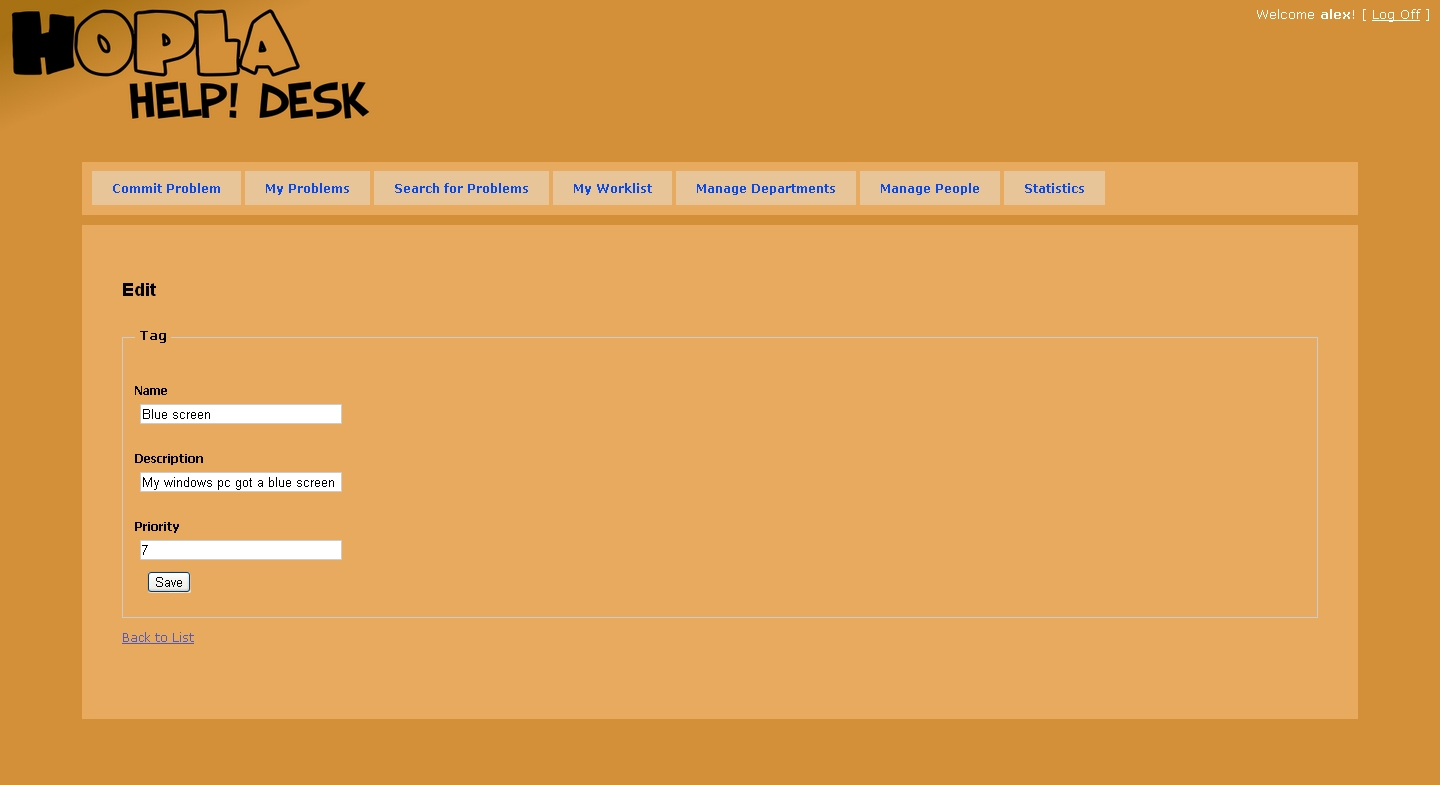 HOPLA
HELP! DESK
Welcome alex! [ Log Off ]
Commit Problem My Problems Search for Problems My Worklist Manage Departments Manage People Statistics
Edit
Tag
Name
Blue screen
Description
My windows pc got a blue screen
Priority
7
Save
Back to List